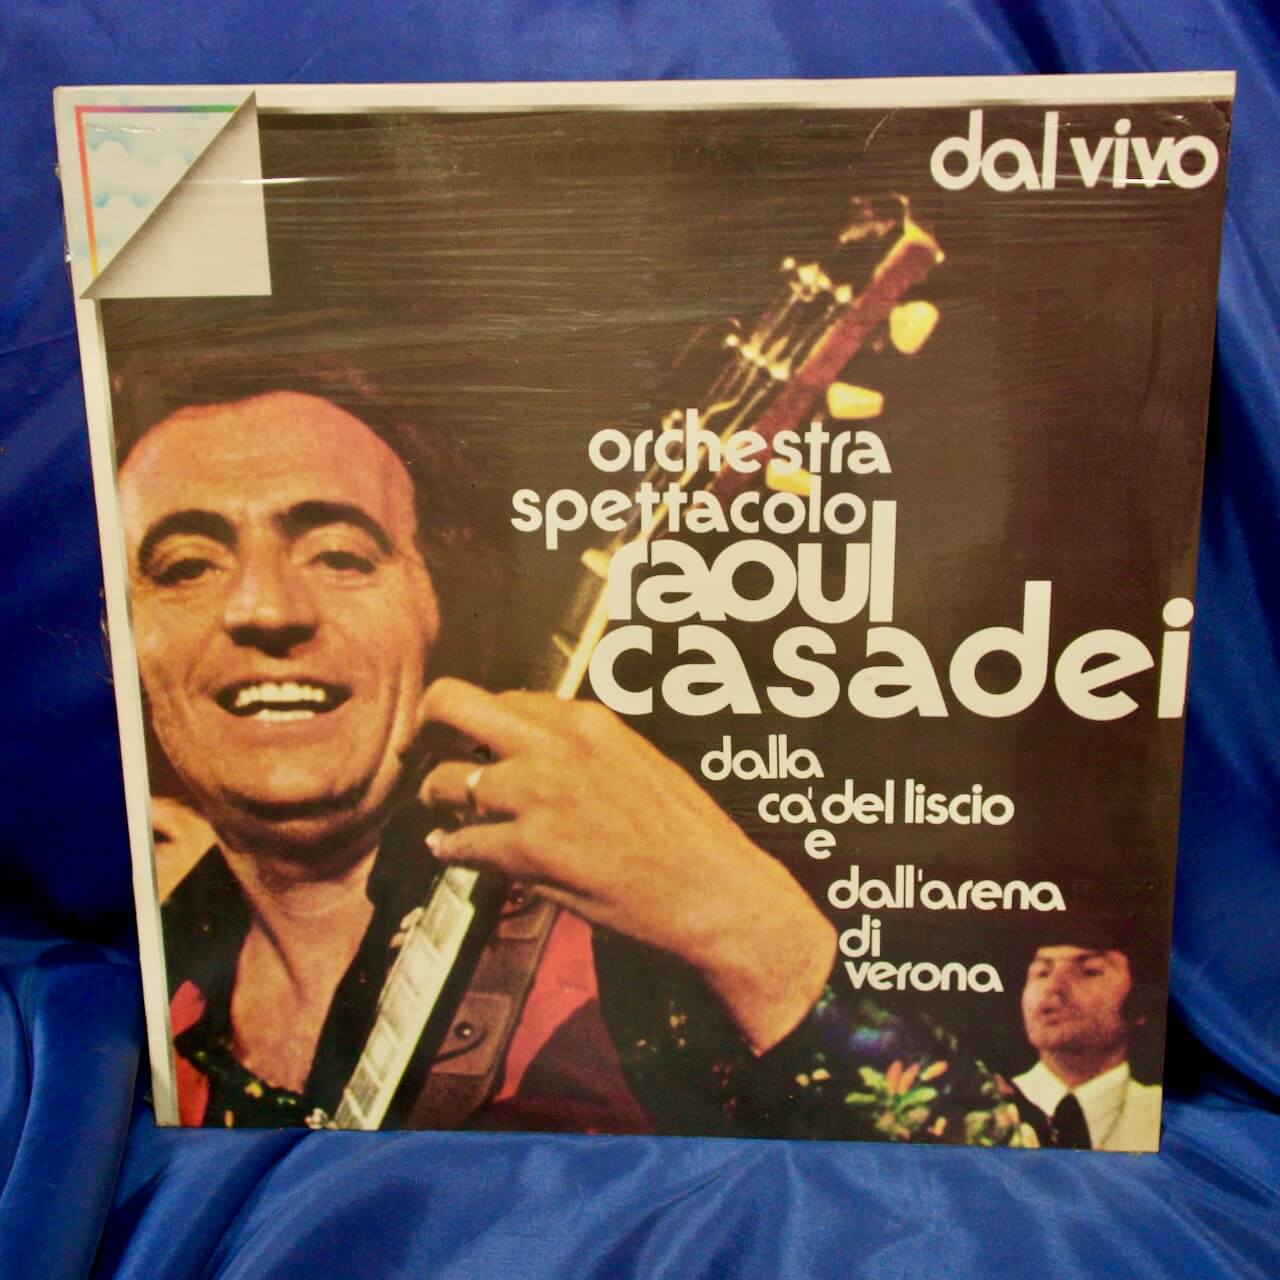 dal vivo
orchestra
spettacolo
raoul
casadei
dalla
ca' del liscio
e
dall'arena
di
verona